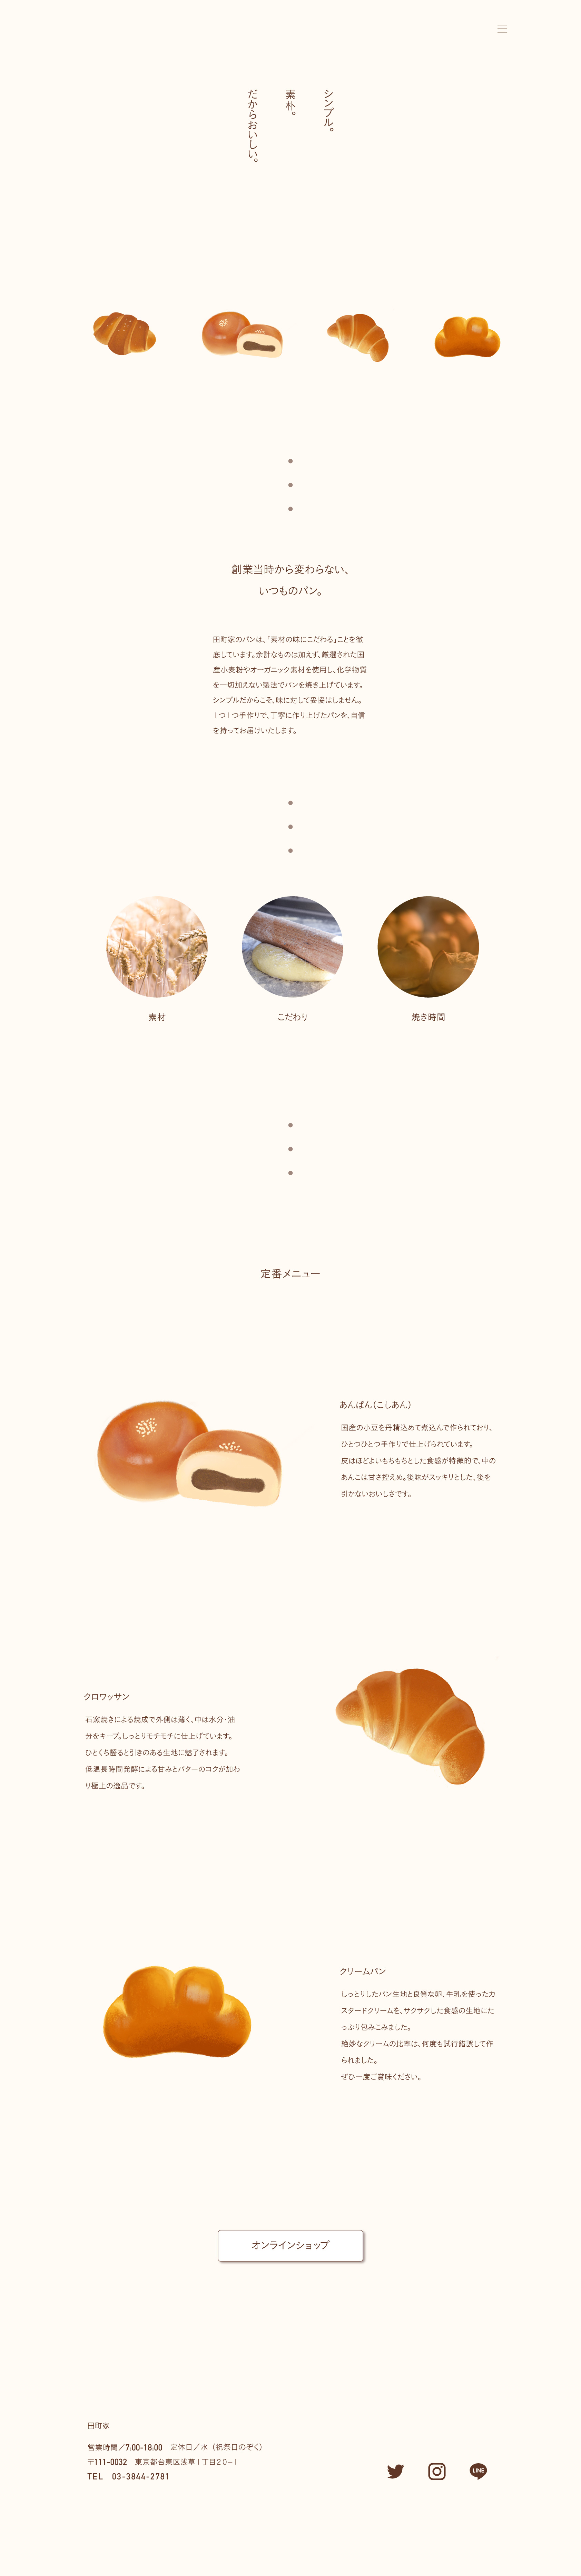 シンプル。
素朴。
だからおいしい。
創業当時から変わらない、
いつものパン。
田町家のパンは、「素材の味にこだわる」ことを徹
底しています。余計なものは加えず、厳選された国
産小麦粉やオーガニック素材を使用し、化学物質
を一切加えない製法でパンを焼き上げています。
シンプルだからこそ、味に対して妥協はしません。
1つ1つ手作りで、丁寧に作り上げたパンを、自信
を持ってお届けいたします。
素材
こだわり
焼き時間
定番メニュー
あんぱん（こしあん）
国産の小豆を丹精込めて煮込んで作られており、
ひとつひとつ手作りで仕上げられています。
皮はほどよいもちもちとした食感が特徴的で、中の
あんこは甘さ控えめ。後味がスッキリとした、後を
引かないおいしさです。
クロワッサン
石窯焼きによる焼成で外側は薄く、中は水分・油
分をキープ。しっとりモチモチに仕上げています。
ひとくち齧ると引きのある生地に魅了されます。
低温長時間発酵による甘みとバターのコクが加わ
り極上の逸品です。
クリームパン
しっとりしたパン生地と良質な卵、牛乳を使ったカ
スタードクリームを、サクサクした食感の生地にた
っぷり包みこみました。
絶妙なクリームの比率は、何度も試行錯誤して作
られました。
ぜひ一度ご賞味ください。
オンラインショップ
田町家
営業時間／7:00-18:00　定休日／水（祝祭日のぞく）
〒111-0032　東京都台東区浅草1丁目20−1
TEL　03-3844-2781
LINE